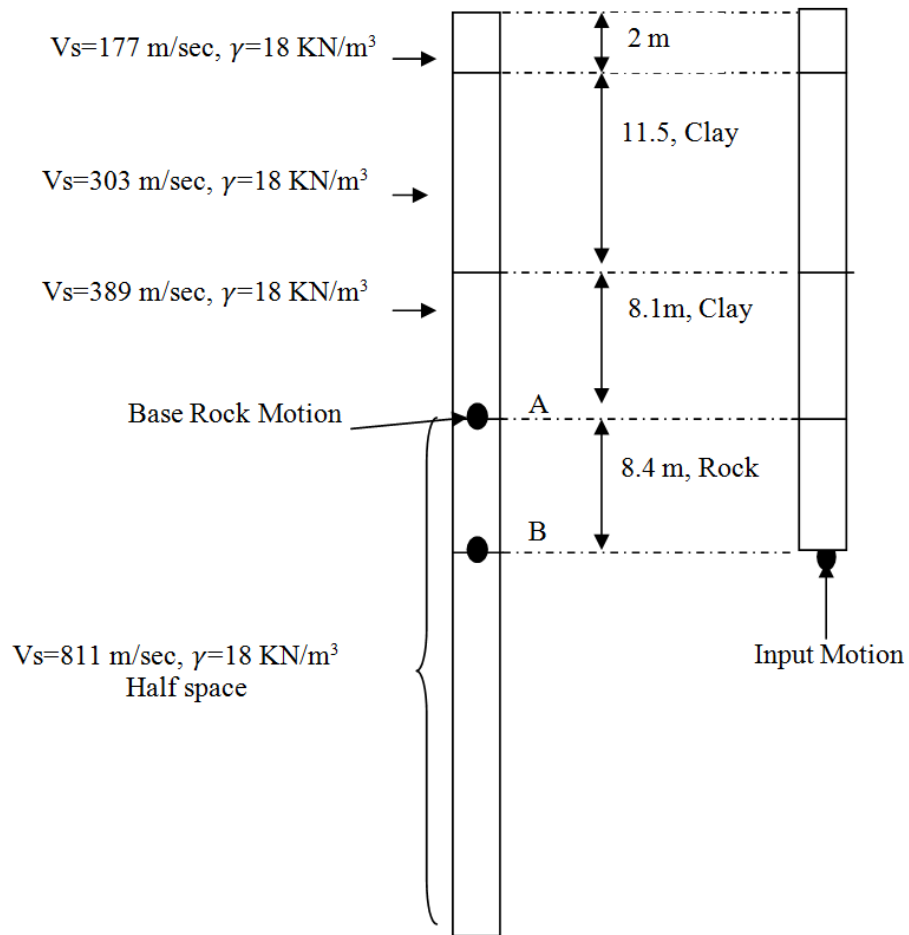 Vs=177 m/sec, γ=18 KN/m³
2 m
11.5, Clay
Vs=303 m/sec, γ=18 KN/m³
Vs=389 m/sec, γ=18 KN/m³
8.1m, Clay
Base Rock Motion
A
8.4 m, Rock
B
Vs=811 m/sec, γ=18 KN/m³
Half space
Input Motion